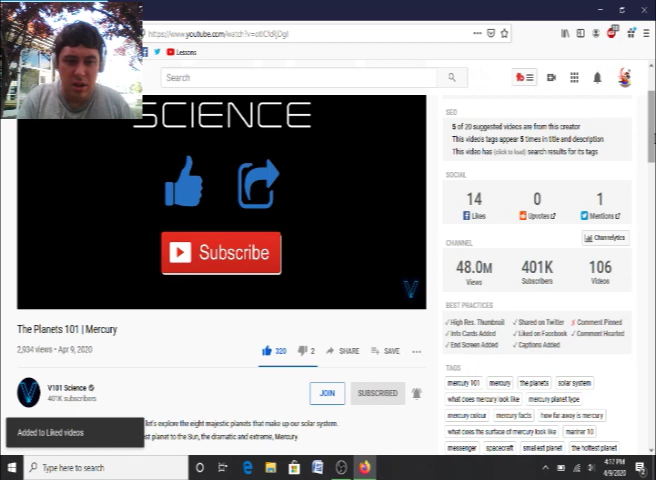 https://www.youtube.com/watch?v=
Lessons
Search
SCIENCE
Subscribe
The Planets 101 | Mercury
2,934 views • Apr 9, 2020
320
2
SHARE
SAVE
V101 Science
401K subscribers
JOIN
SUBSCRIBED
let's explore the eight majestic planets that make up our solar system.
st planet to the Sun, the dramatic and extreme, Mercury
Added to Liked videos
SEO
5 of 20 suggested videos are from this creator
This video's tags appear 5 times in title and description
This video has (click to load) search results for its tags
SOCIAL
14
Likes
0
Upvotes
1
Mentions
CHANNEL
Channelytics
48.0M
Views
401K
Subscribers
106
Videos
BEST PRACTICES
High Res. Thumbnail
Shared on Twitter
Comment Pinned
Info Cards Added
Liked on Facebook
Comment Hearted
End Screen Added
Captions Added
TAGS
mercury 101
mercury
the planets
solar system
what does mercury look like
mercury planet type
mercury colour
mercury facts
how far away is mercury
what does the surface of mercury look like
mariner 10
messenger
spacecraft
smallest planet
the hottest planet
Type here to search
4:17 PM
4/9/2020